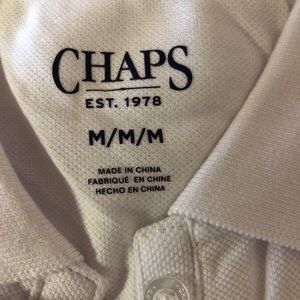 CHAPS
EST. 1978
M/M/M
MADE IN CHINA
FABRIQUÉ EN CHINE
HECHO EN CHINA